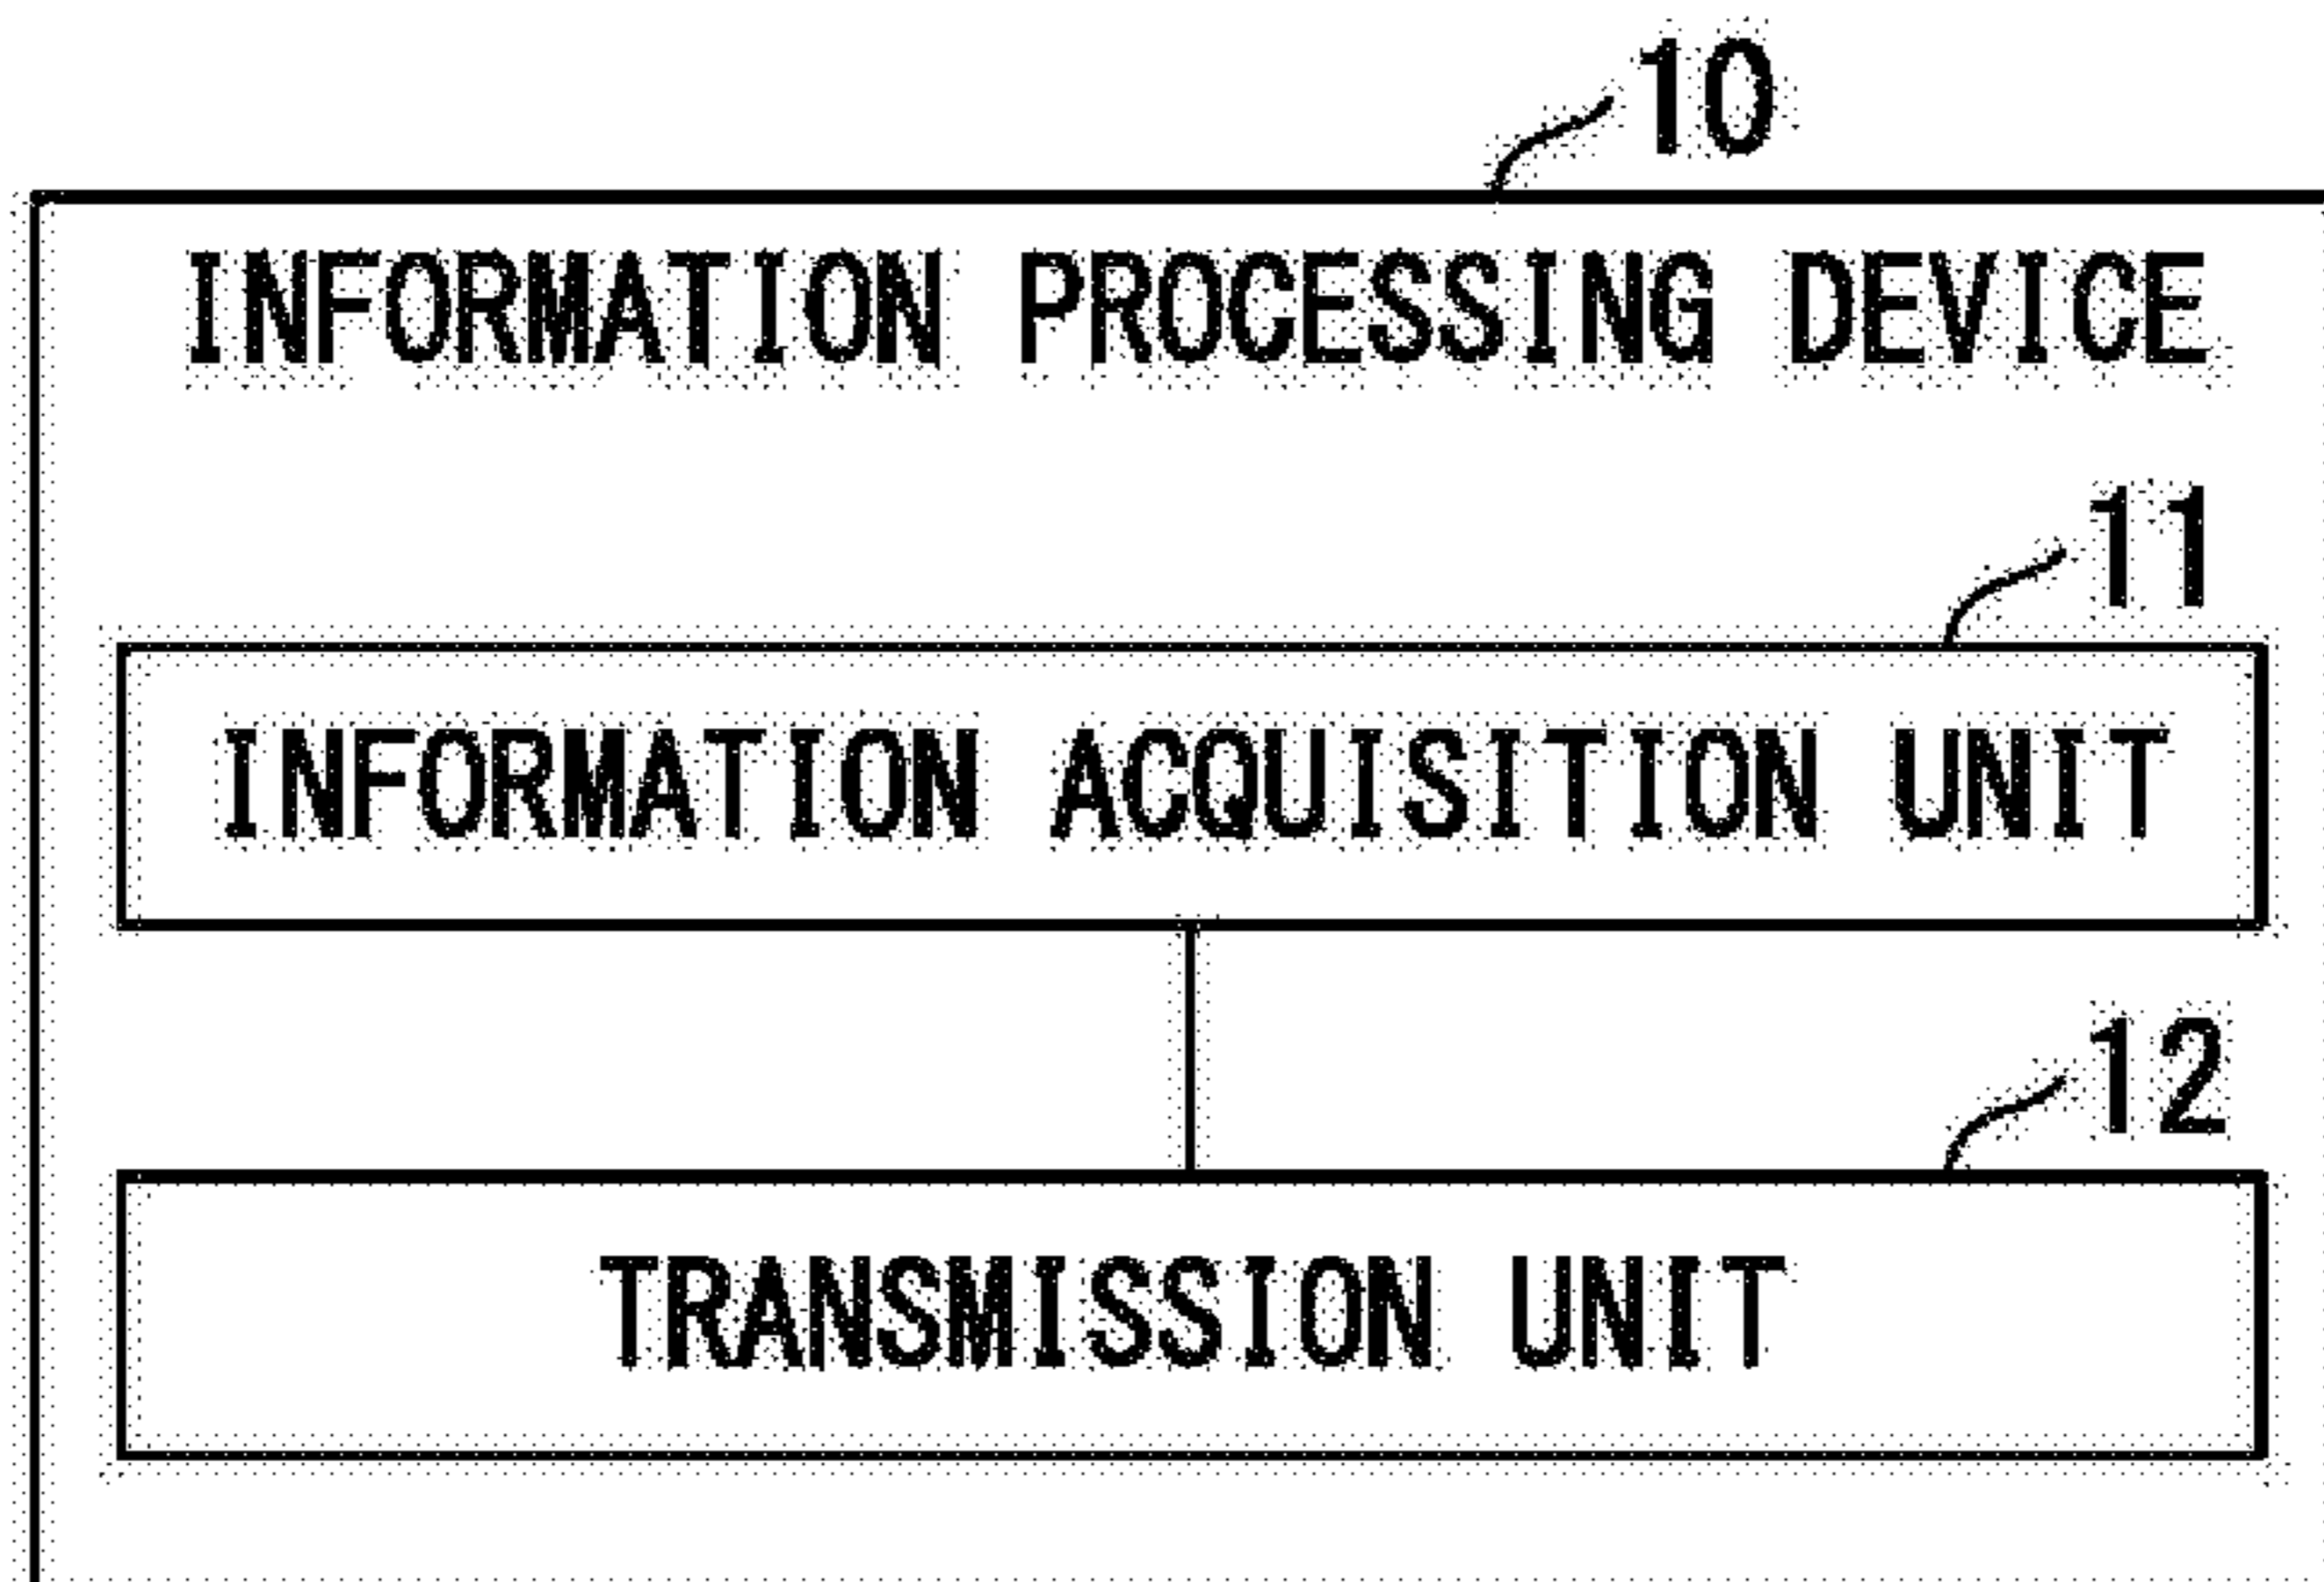 10
INFORMATION PROCESSING DEVICE
11
INFORMATION ACQUISITION UNIT
12
TRANSMISSION UNIT